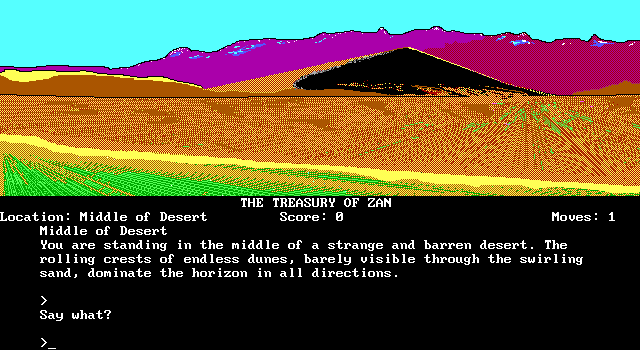 THE TREASURY OF ZAN
Location: Middle of Desert Score: 0 Moves: 1
Middle of Desert
You are standing in the middle of a strange and barren desert. The
rolling crests of endless dunes, barely visible through the swirling
sand, dominate the horizon in all directions.
>
Say what?
>_